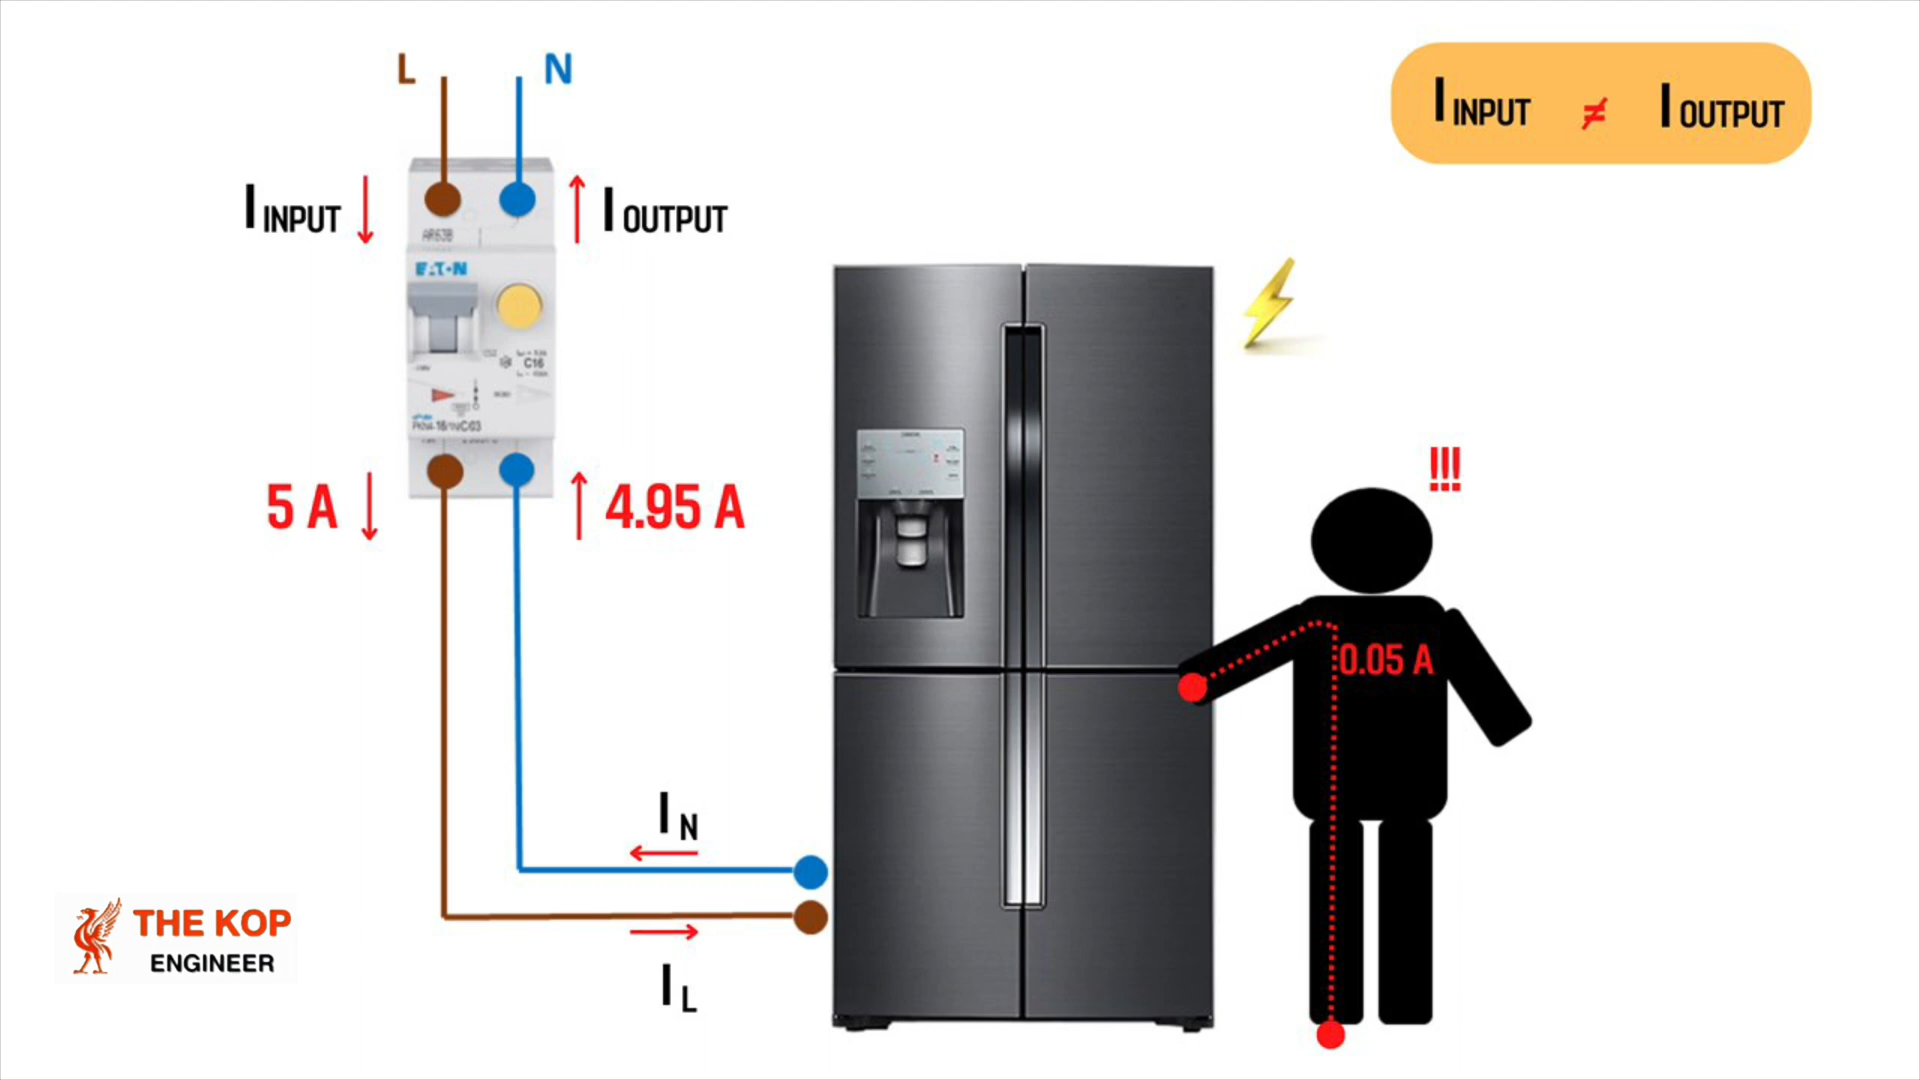 L
N
I INPUT ≠ I OUTPUT
I INPUT
I OUTPUT
EATON
C16
5 A
4.95 A
!!!
0.05 A
I N
I L
THE KOP
ENGINEER